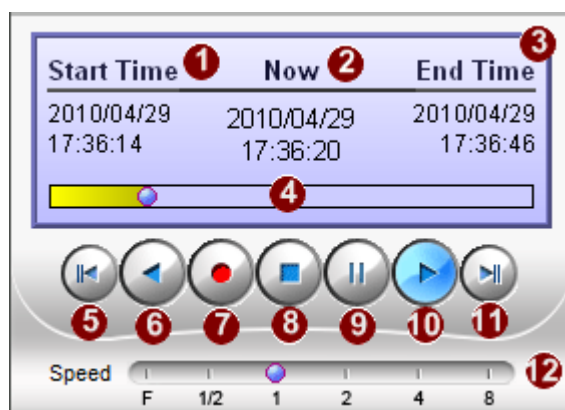 Start Time 1 Now 2 End Time 3
2010/04/29 2010/04/29 2010/04/29
17:36:14 17:36:20 17:36:46
4
5 6 7 8 9 10 11
Speed 12
F 1/2 1 2 4 8